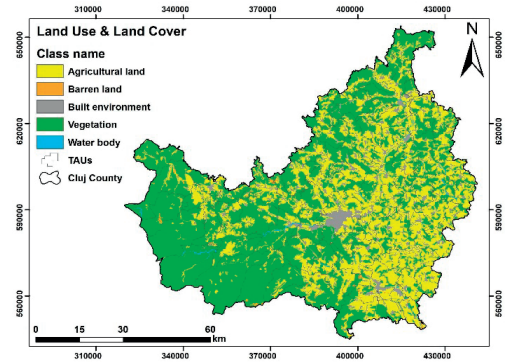 310000 340000 370000 400000 430000
Land Use & Land Cover
N
Class name
Agricultural land
Barren land
Built environment
Vegetation
Water body
TAUs
Cluj County
650000 620000 590000 560000
650000 620000 590000 560000
0 15 30 60
km
310000 340000 370000 400000 430000